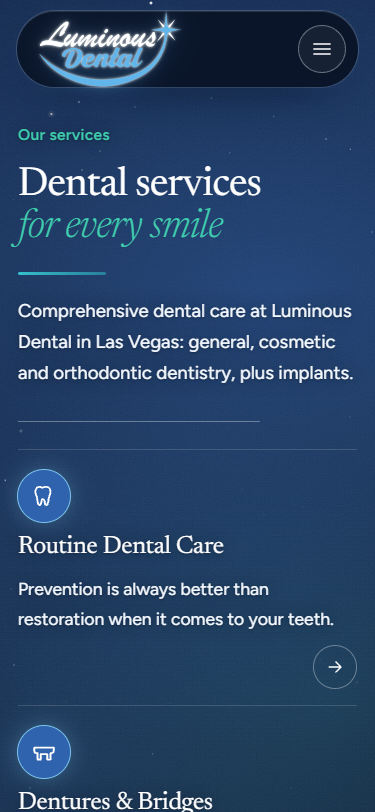 Luminous
Dental
Our services
Dental services
for every smile
Comprehensive dental care at Luminous
Dental in Las Vegas: general, cosmetic
and orthodontic dentistry, plus implants.
Routine Dental Care
Prevention is always better than
restoration when it comes to your teeth.
Dentures & Bridges